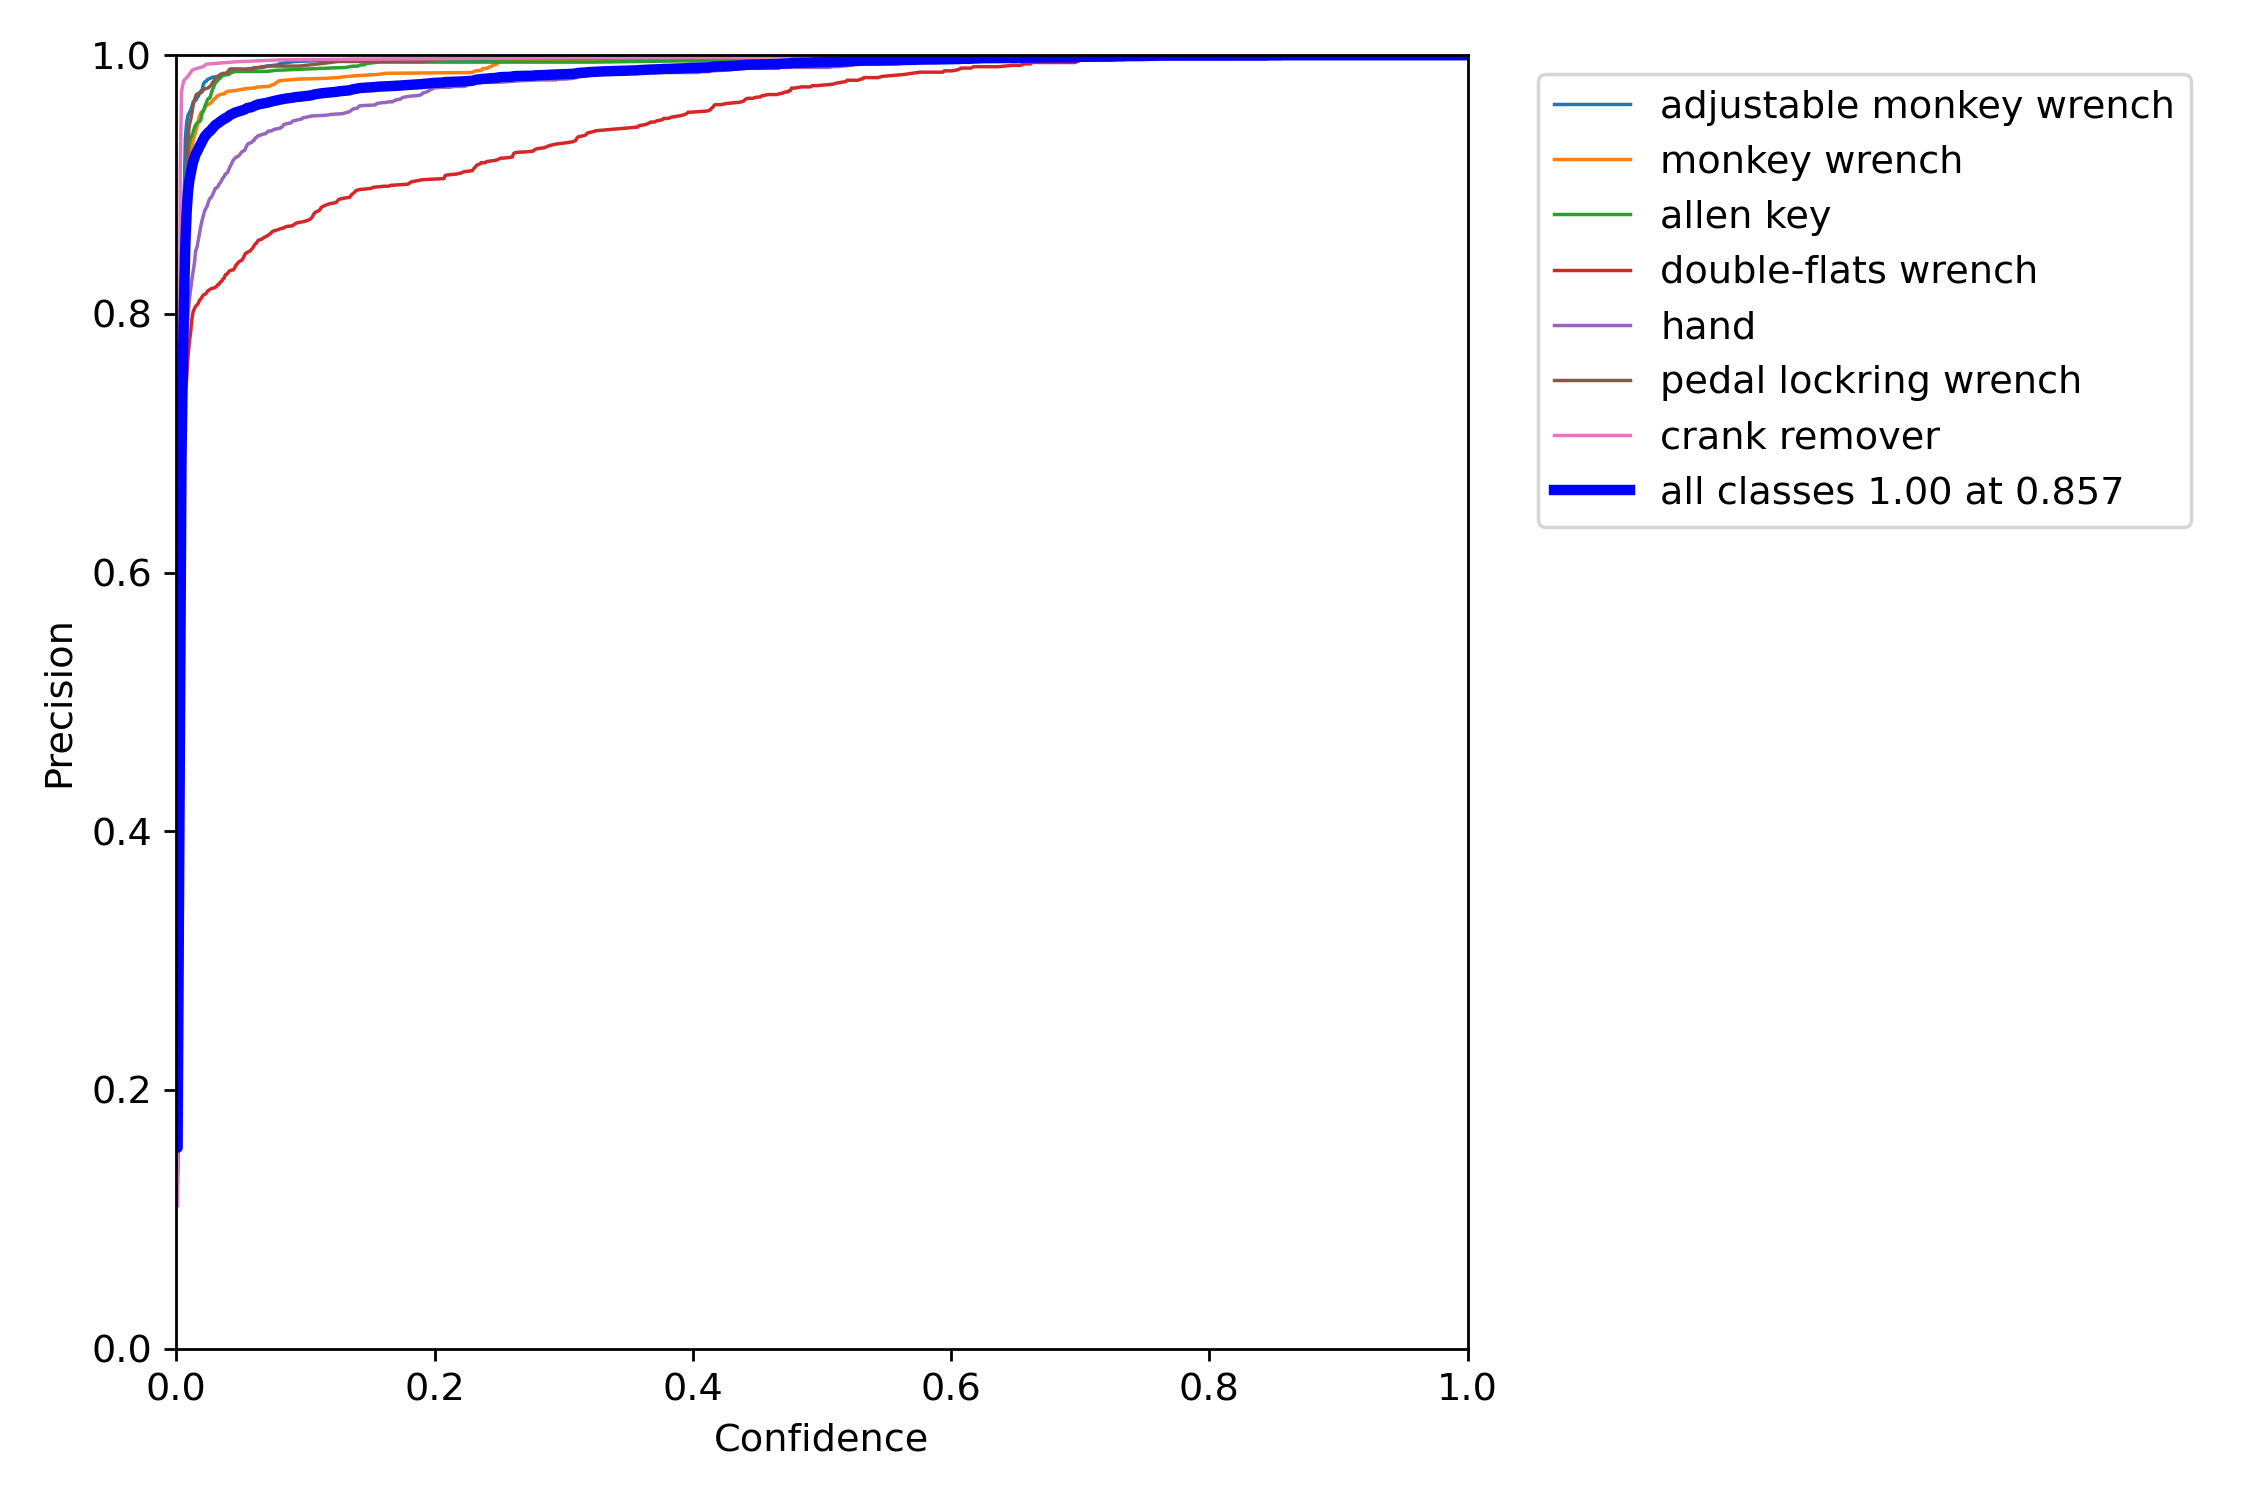 1.0
0.8
0.6
0.4
0.2
0.0
Precision
0.0 0.2 0.4 0.6 0.8 1.0
Confidence
adjustable monkey wrench
monkey wrench
allen key
double-flats wrench
hand
pedal lockring wrench
crank remover
all classes 1.00 at 0.857